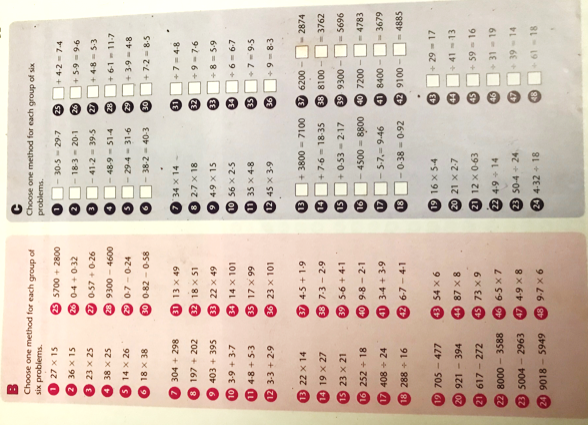 B
Choose one method for each group of
six problems.
1 27 × 15
2 36 × 15
3 23 × 25
4 38 × 25
5 14 × 26
6 18 × 38
7 304 + 298
8 197 + 202
9 403 + 395
10 3·9 + 3·7
11 4·8 + 5·3
12 3·3 + 2·9
13 22 × 14
14 19 × 27
15 23 × 21
16 252 ÷ 18
17 408 ÷ 24
18 288 ÷ 16
19 705 − 477
20 921 − 394
21 617 − 272
22 8000 − 3588
23 5004 − 2963
24 9018 − 5949
25 5700 + 2800
26 0·4 + 0·32
27 0·57 + 0·26
28 9300 − 4600
29 0·7 − 0·24
30 0·82 − 0·58
31 13 × 49
32 18 × 51
33 22 × 49
34 14 × 101
35 17 × 99
36 23 × 101
37 4·5 + 1·9
38 7·3 − 2·9
39 5·6 + 4·1
40 9·8 − 2·1
41 3·4 + 3·9
42 6·7 − 4·1
43 54 × 6
44 87 × 8
45 73 × 9
46 6·5 × 7
47 4·9 × 8
48 9·7 × 6
C
Choose one method for each group of six
problems.
1 □ − 30·5 = 29·7
2 □ − 18·3 = 20·1
3 □ − 41·2 = 39·5
4 □ − 48·9 = 51·4
5 □ − 29·4 = 31·6
6 □ − 38·2 = 40·3
7 34 × 14
8 2·7 × 18
9 4·9 × 15
10 56 × 2·5
11 35 × 4·8
12 45 × 3·9
13 □ + 3800 = 7100
14 □ + 7·6 = 18·35
15 □ + 0·53 = 2·17
16 □ − 4500 = 8800
17 □ − 5·7 = 9·46
18 □ − 0·38 = 0·92
19 16 × 5·4
20 21 × 2·7
21 12 × 0·63
22 4·9 ÷ 14
23 50·4 ÷ 24
24 4·32 ÷ 18
25 □ + 4·2 = 7·4
26 □ + 5·9 = 9·6
27 □ + 4·8 = 5·3
28 □ + 6·1 = 11·7
29 □ + 3·9 = 4·8
30 □ + 7·2 = 8·5
31 □ ÷ 7 = 4·8
32 □ ÷ 9 = 7·6
33 □ ÷ 8 = 5·9
34 □ ÷ 6 = 6·7
35 □ ÷ 7 = 9·5
36 □ ÷ 9 = 8·3
37 6200 − □ = 2874
38 8100 − □ = 3762
39 9300 − □ = 5696
40 7200 − □ = 4783
41 8400 − □ = 3679
42 9100 − □ = 4885
43 □ ÷ 29 = 17
44 □ ÷ 41 = 13
45 □ ÷ 59 = 16
46 □ ÷ 31 = 19
47 □ ÷ 39 = 14
48 □ ÷ 61 = 18